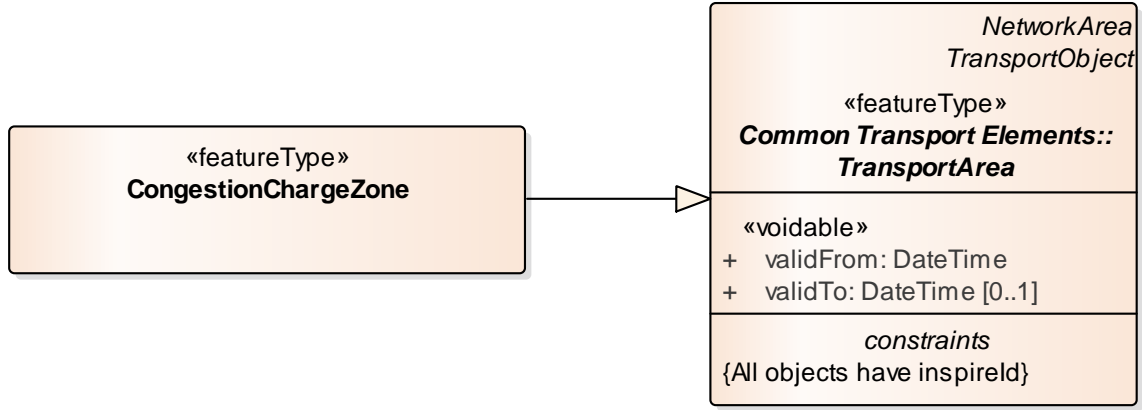 «featureType»
CongestionChargeZone
NetworkArea
TransportObject
«featureType»
Common Transport Elements::
TransportArea
«voidable»
+ validFrom: DateTime
+ validTo: DateTime [0..1]
constraints
{All objects have inspireId}